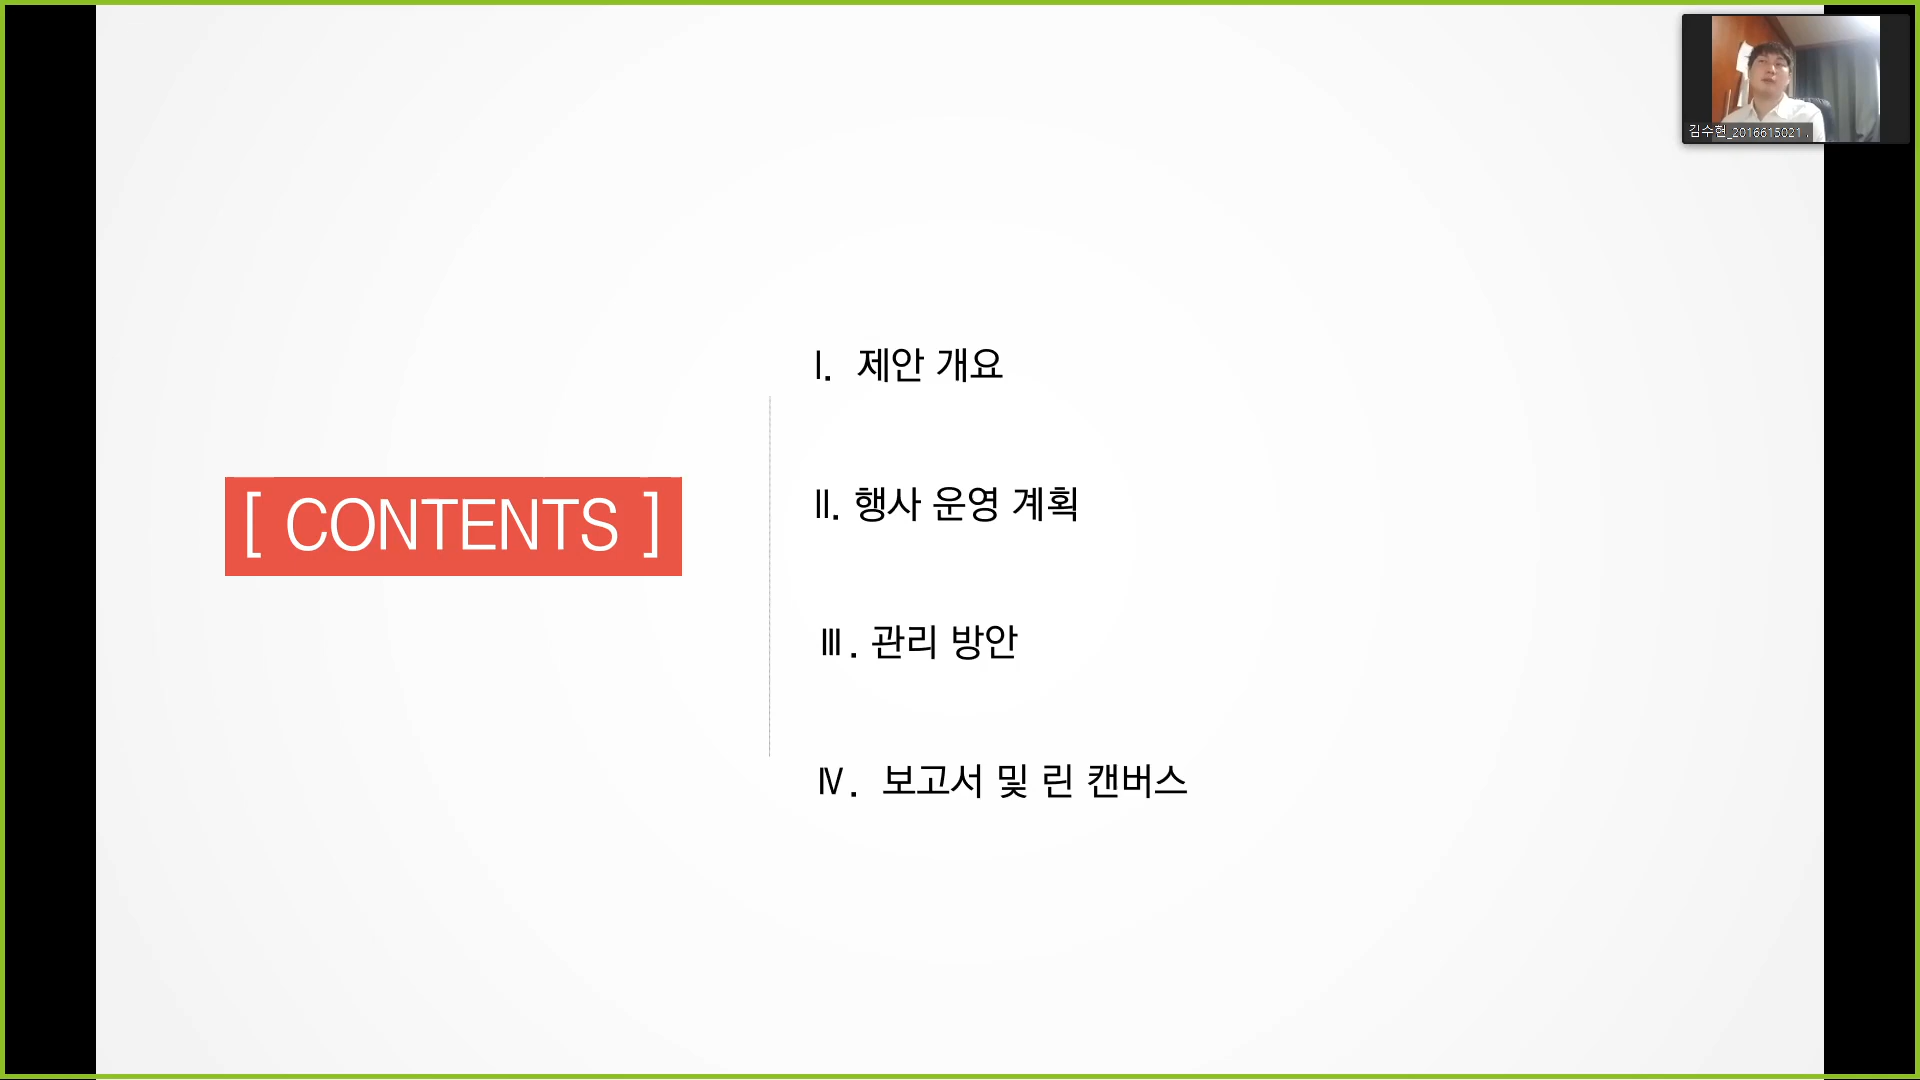 김수현_2016615021 .
[ CONTENTS ]
Ⅰ. 제안 개요
Ⅱ. 행사 운영 계획
Ⅲ. 관리 방안
Ⅳ. 보고서 및 린 캔버스